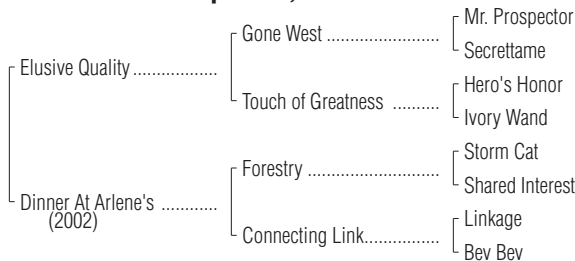 Mr. Prospector
Gone West ........................
Secrettame
Elusive Quality ..................
Hero's Honor
Touch of Greatness ..........
Ivory Wand
Storm Cat
Forestry ............................
Shared Interest
Dinner At Arlene's ............
(2002)
Linkage
Connecting Link................
Bev Bev